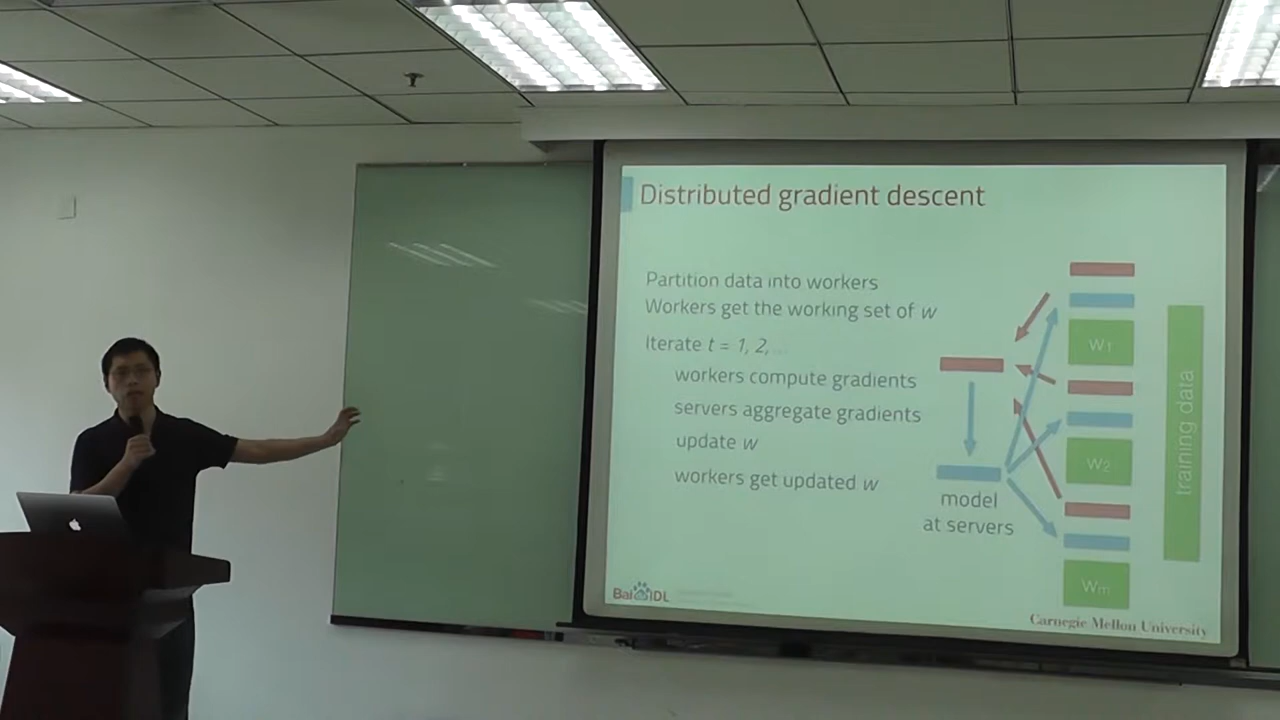 Distributed gradient descent
Partition data into workers
Workers get the working set of w
Iterate t = 1, 2, ...
workers compute gradients
servers aggregate gradients
update w
workers get updated w
model
at servers
W1
W2
Wm
training data
Bai IDL
Carnegie Mellon University